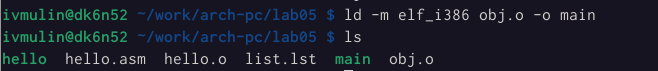 ivmulin@dk6n52 ~/work/arch-pc/lab05 $ ld -m elf_i386 obj.o -o main
ivmulin@dk6n52 ~/work/arch-pc/lab05 $ ls
hello  hello.asm  hello.o  list.lst  main  obj.o